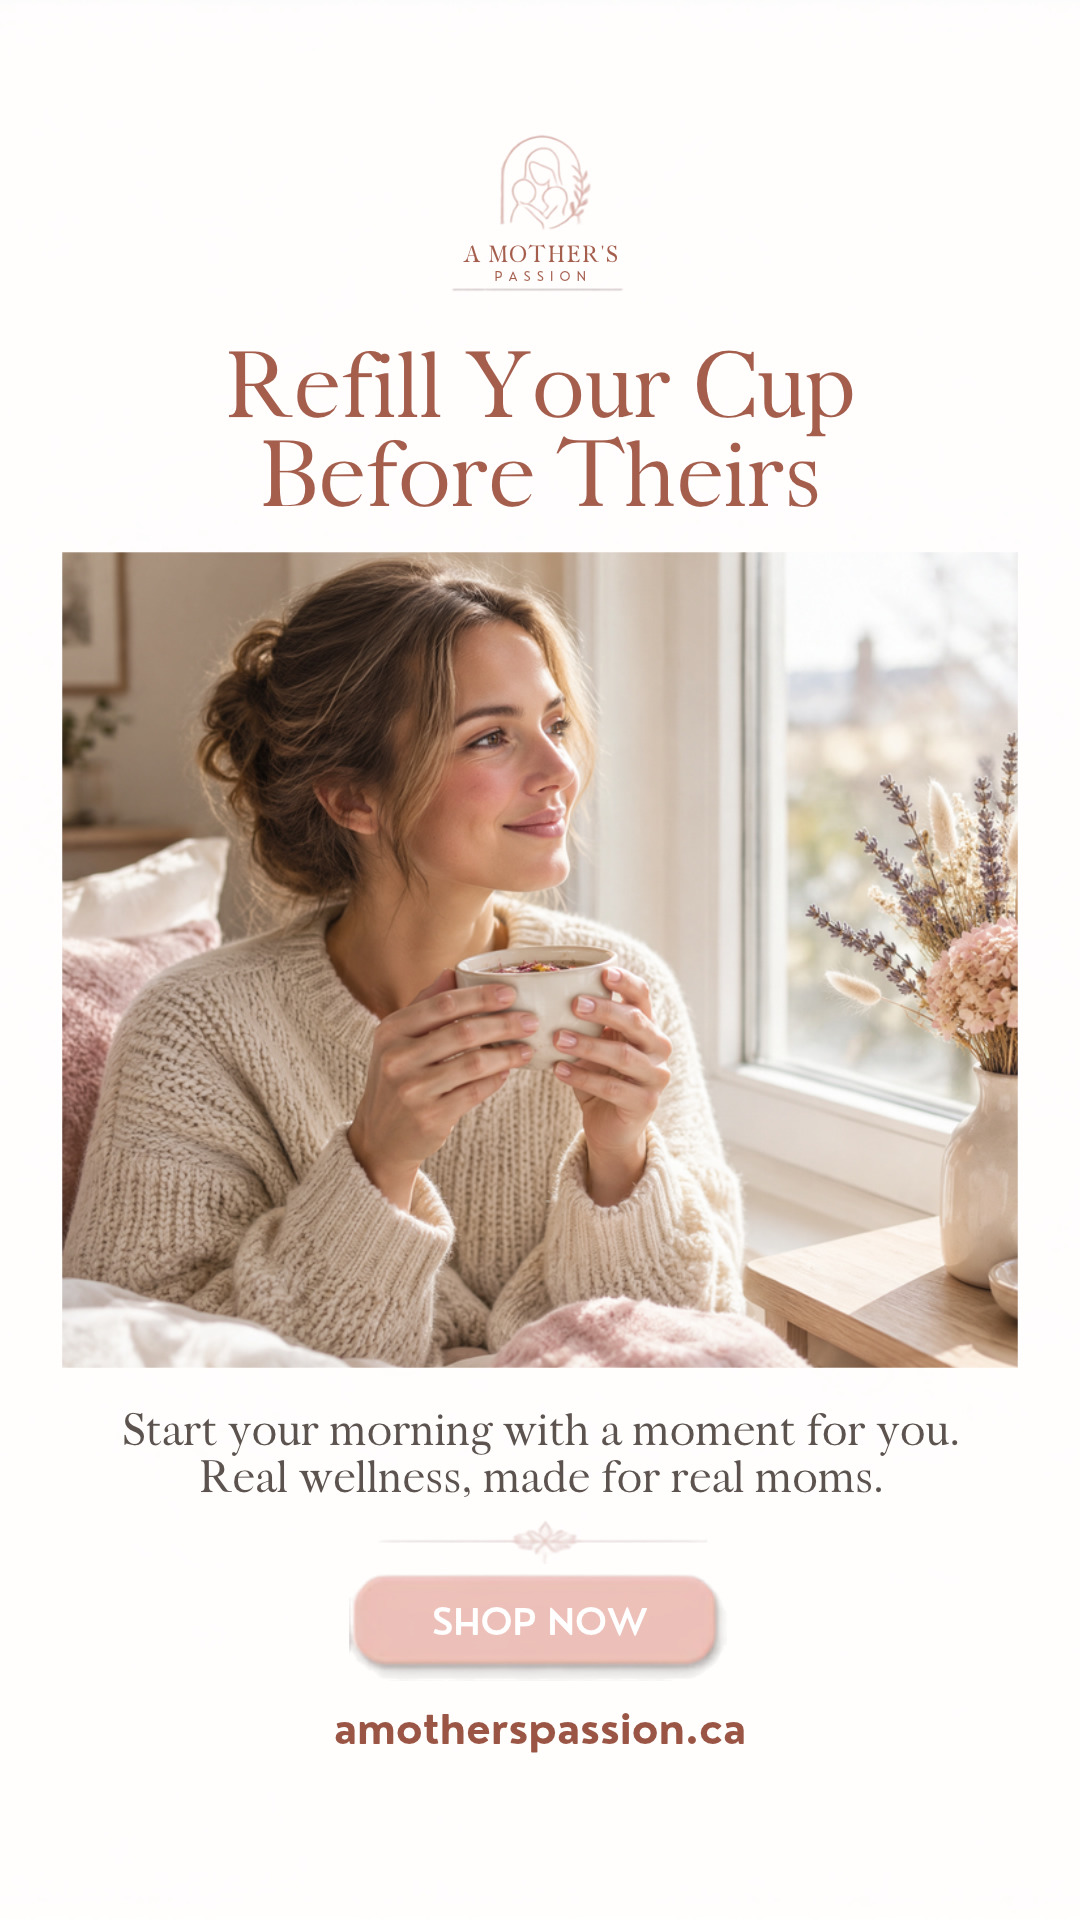 A MOTHER'S
PASSION
Refill Your Cup
Before Theirs
Start your morning with a moment for you.
Real wellness, made for real moms.
SHOP NOW
amotherspassion.ca